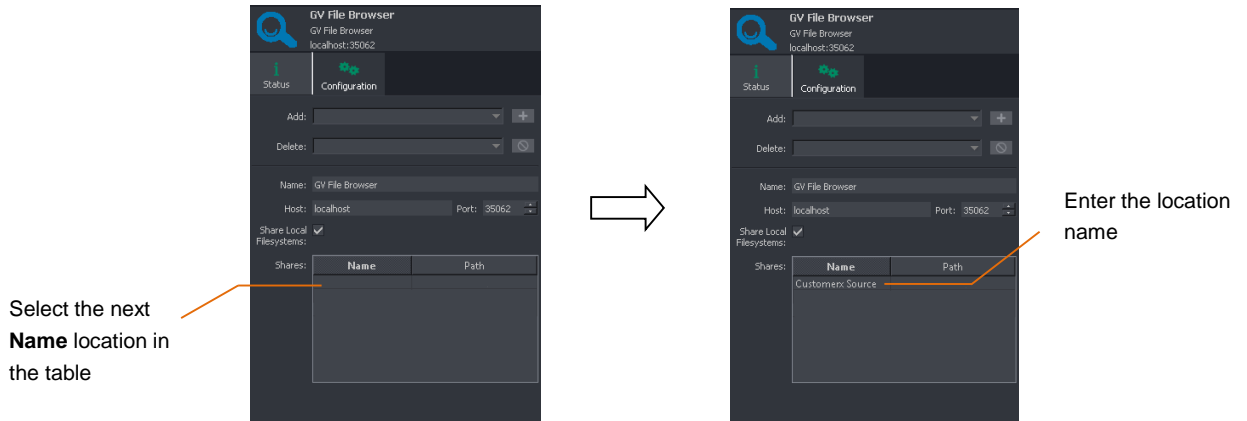 GV File Browser
GV File Browser
localhost:35062
Status
Configuration
Add:
Delete:
Name: GV File Browser
Host: localhost Port: 35062
Share Local
Filesystems:
Shares: Name Path
Select the next
Name location in
the table
GV File Browser
GV File Browser
localhost:35062
Status
Configuration
Add:
Delete:
Name: GV File Browser
Host: localhost Port: 35062
Share Local
Filesystems:
Shares: Name Path
Customerx Source
Enter the location
name